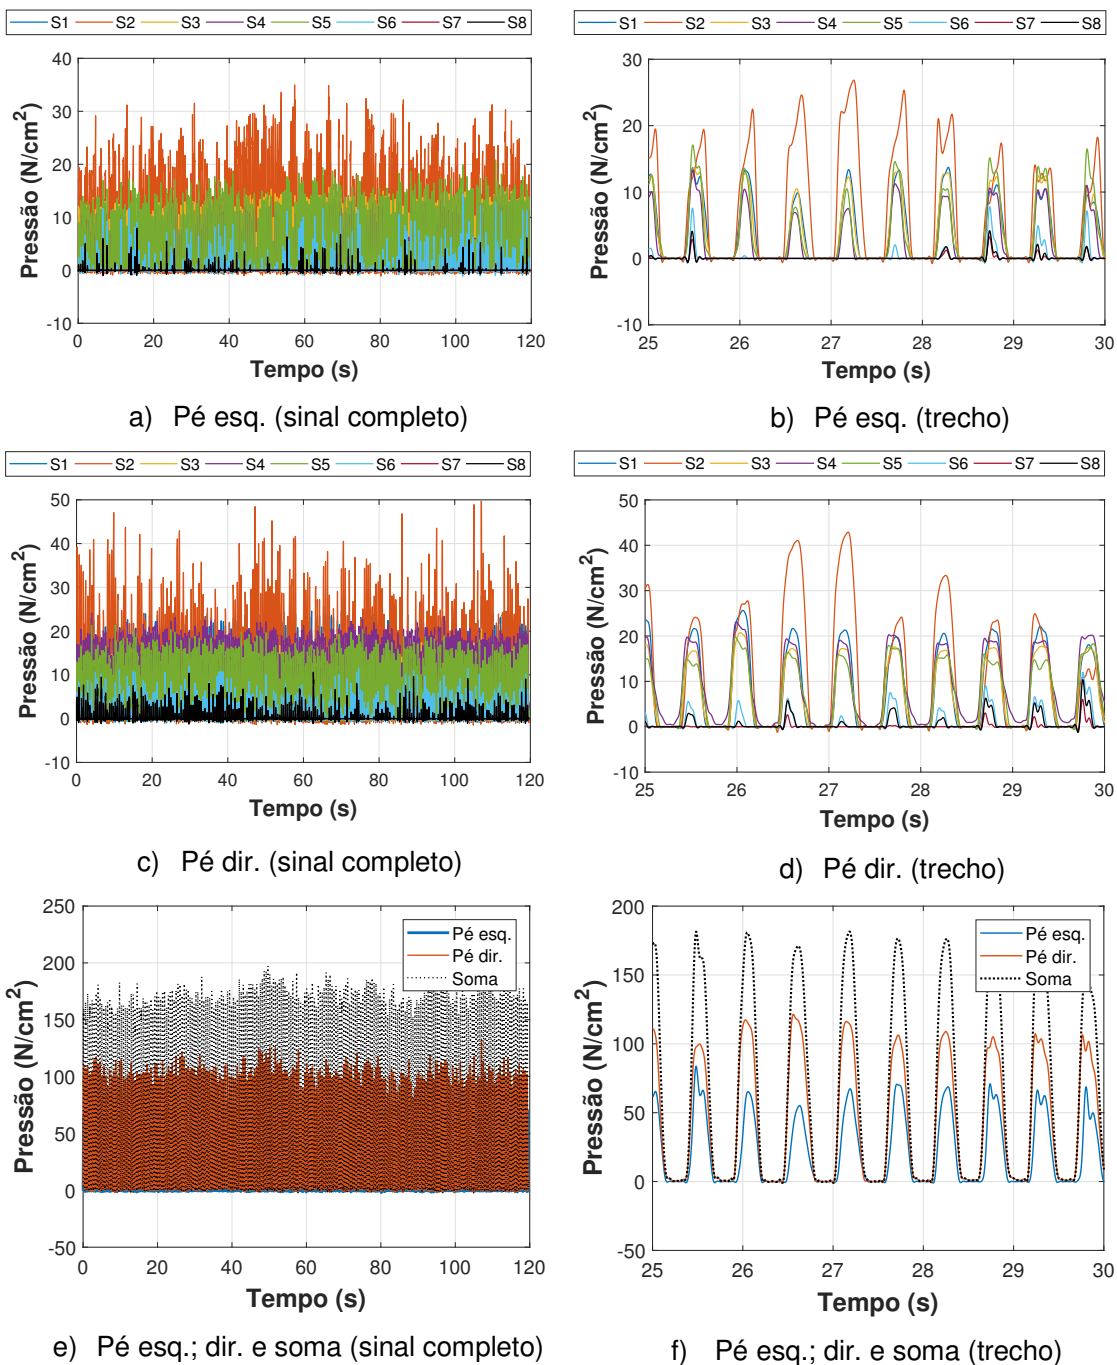 S1 S2 S3 S4 S5 S6 S7 S8
40
30
20
10
0
-10
0 20 40 60 80 100 120
Pressão (N/cm²)
Tempo (s)
a) Pé esq. (sinal completo)
S1 S2 S3 S4 S5 S6 S7 S8
30
20
10
0
-10
25 26 27 28 29 30
Pressão (N/cm²)
Tempo (s)
b) Pé esq. (trecho)
S1 S2 S3 S4 S5 S6 S7 S8
50
40
30
20
10
0
-10
0 20 40 60 80 100 120
Pressão (N/cm²)
Tempo (s)
c) Pé dir. (sinal completo)
S1 S2 S3 S4 S5 S6 S7 S8
50
40
30
20
10
0
-10
25 26 27 28 29 30
Pressão (N/cm²)
Tempo (s)
d) Pé dir. (trecho)
250
200
150
100
50
0
-50
0 20 40 60 80 100 120
Pressão (N/cm²)
Tempo (s)
Pé esq.
Pé dir.
Soma
e) Pé esq.; dir. e soma (sinal completo)
200
150
100
50
0
-50
25 26 27 28 29 30
Pressão (N/cm²)
Tempo (s)
Pé esq.
Pé dir.
Soma
f) Pé esq.; dir. e soma (trecho)